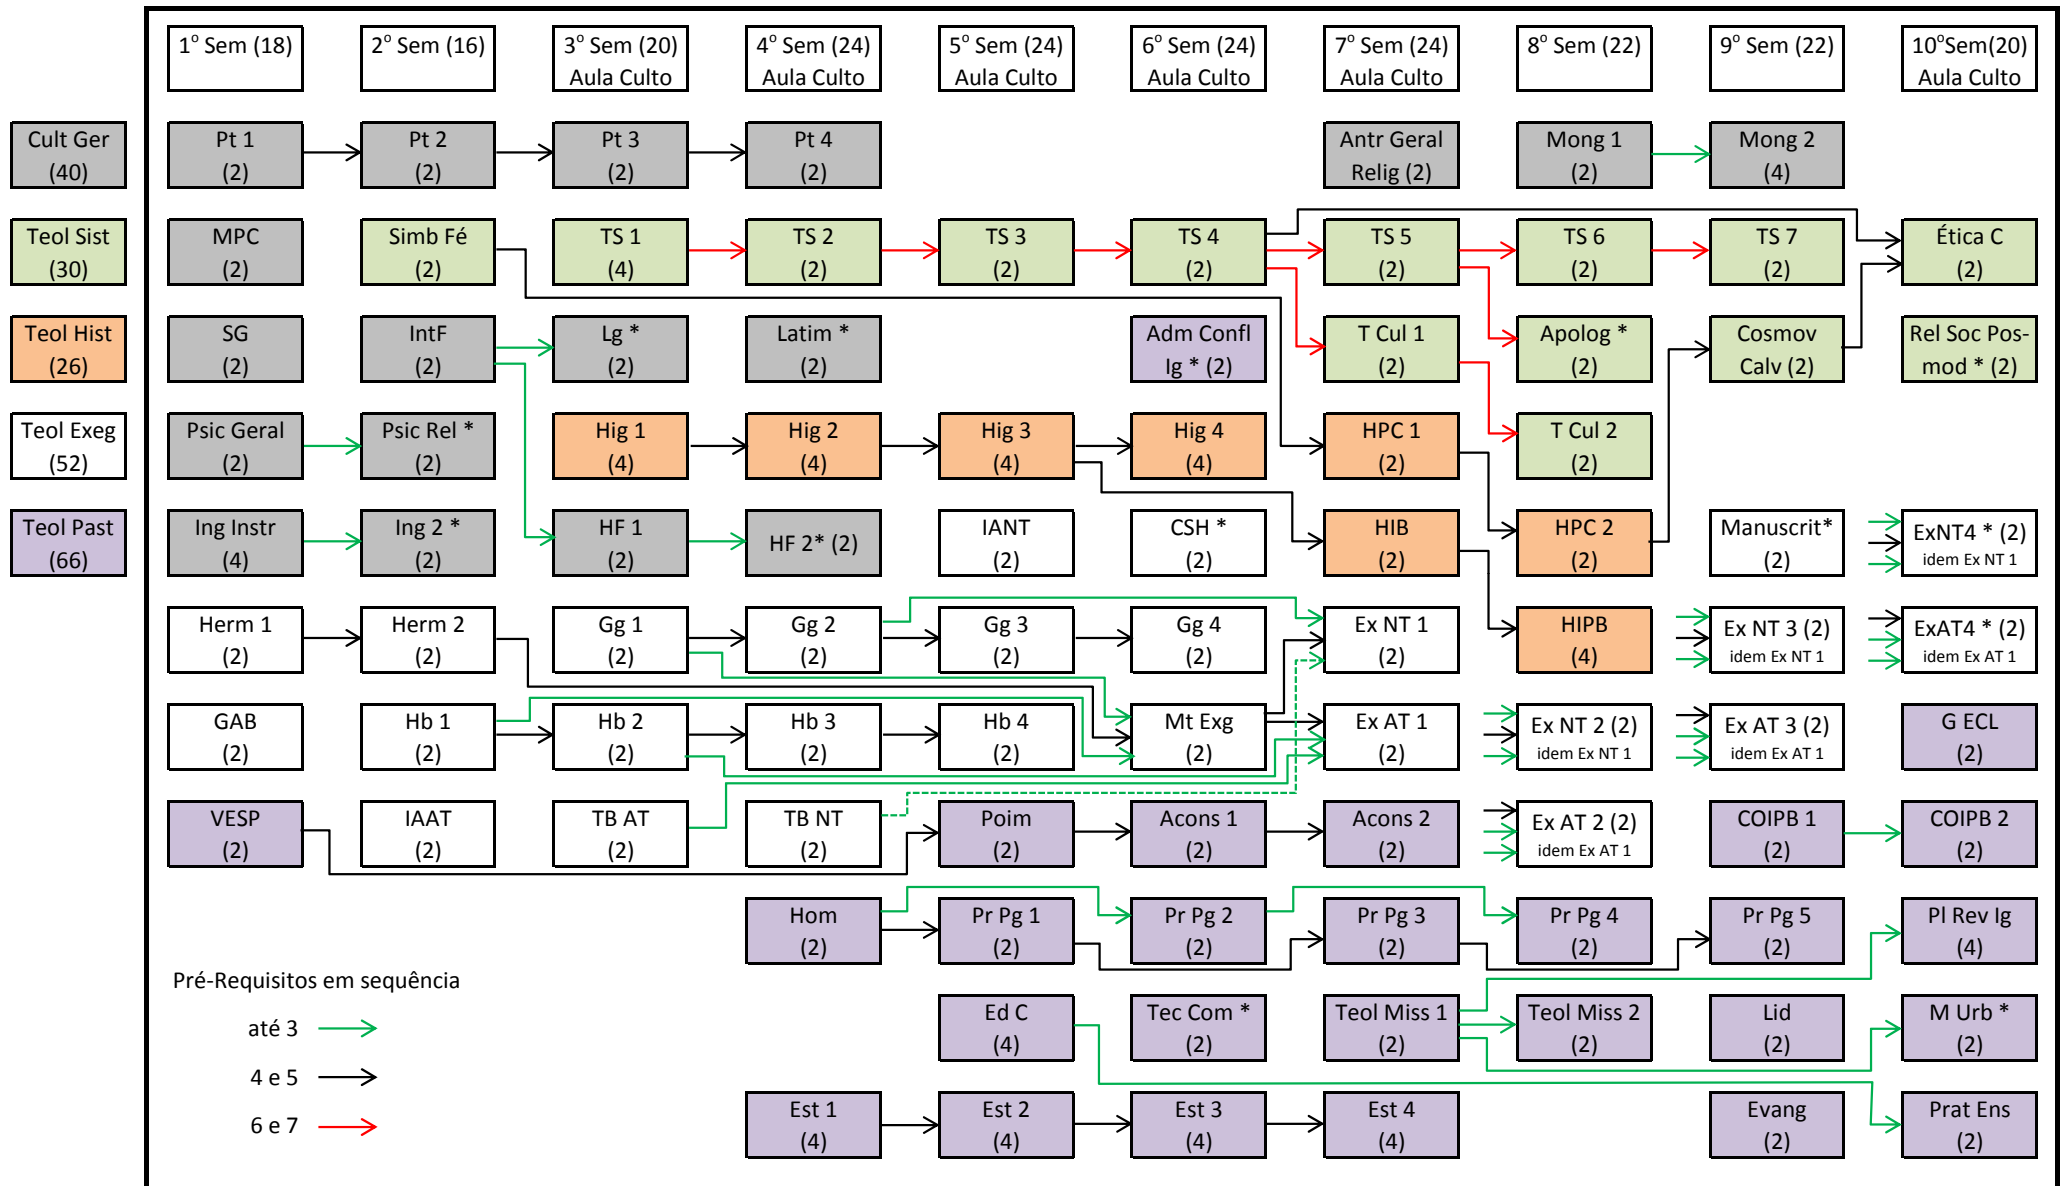 1º Sem (18)
2º Sem (16)
3º Sem (20)
Aula Culto
4º Sem (24)
Aula Culto
5º Sem (24)
Aula Culto
6º Sem (24)
Aula Culto
7º Sem (24)
Aula Culto
8º Sem (22)
9º Sem (22)
10ºSem(20)
Aula Culto
Cult Ger
(40)
Pt 1
(2)
Pt 2
(2)
Pt 3
(2)
Pt 4
(2)
Antr Geral
Relig (2)
Mong 1
(2)
Mong 2
(4)
Teol Sist
(30)
MPC
(2)
Simb Fé
(2)
TS 1
(4)
TS 2
(2)
TS 3
(2)
TS 4
(2)
TS 5
(2)
TS 6
(2)
TS 7
(2)
Ética C
(2)
Teol Hist
(26)
SG
(2)
IntF
(2)
Lg *
(2)
Latim *
(2)
Adm Confl
Ig * (2)
T Cul 1
(2)
Apolog *
(2)
Cosmov
Calv (2)
Rel Soc Pos-
mod * (2)
Teol Exeg
(52)
Psic Geral
(2)
Psic Rel *
(2)
Hig 1
(4)
Hig 2
(4)
Hig 3
(4)
Hig 4
(4)
HPC 1
(2)
T Cul 2
(2)
Teol Past
(66)
Ing Instr
(4)
Ing 2 *
(2)
HF 1
(2)
HF 2* (2)
IANT
(2)
CSH *
(2)
HIB
(2)
HPC 2
(2)
Manuscrit*
(2)
ExNT4 * (2)
idem Ex NT 1
Herm 1
(2)
Herm 2
(2)
Gg 1
(2)
Gg 2
(2)
Gg 3
(2)
Gg 4
(2)
Ex NT 1
(2)
HIPB
(4)
Ex NT 3 (2)
idem Ex NT 1
ExAT4 * (2)
idem Ex AT 1
GAB
(2)
Hb 1
(2)
Hb 2
(2)
Hb 3
(2)
Hb 4
(2)
Mt Exg
(2)
Ex AT 1
(2)
Ex NT 2 (2)
idem Ex NT 1
Ex AT 3 (2)
idem Ex AT 1
G ECL
(2)
VESP
(2)
IAAT
(2)
TB AT
(2)
TB NT
(2)
Poim
(2)
Acons 1
(2)
Acons 2
(2)
Ex AT 2 (2)
idem Ex AT 1
COIPB 1
(2)
COIPB 2
(2)
Hom
(2)
Pr Pg 1
(2)
Pr Pg 2
(2)
Pr Pg 3
(2)
Pr Pg 4
(2)
Pr Pg 5
(2)
Pl Rev Ig
(4)
Pré-Requisitos em sequência
até 3
4 e 5
6 e 7
Ed C
(4)
Tec Com *
(2)
Teol Miss 1
(2)
Teol Miss 2
(2)
Lid
(2)
M Urb *
(2)
Est 1
(4)
Est 2
(4)
Est 3
(4)
Est 4
(4)
Evang
(2)
Prat Ens
(2)